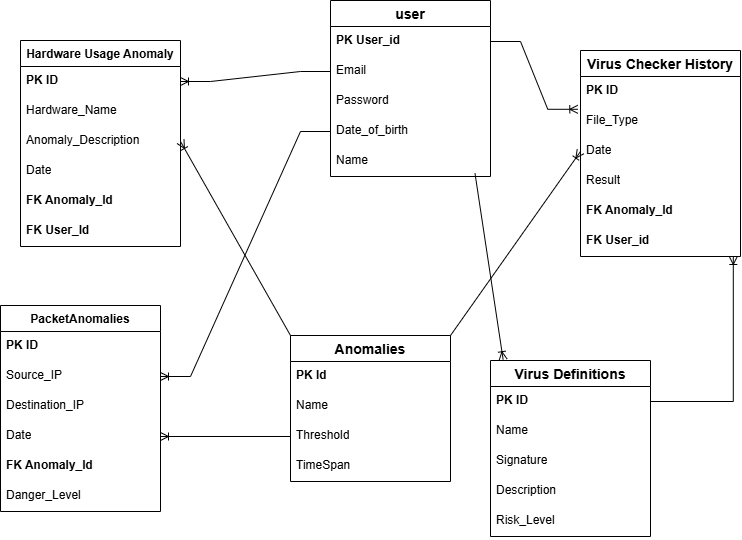 user
PK User_id
Email
Password
Date_of_birth
Name
Hardware Usage Anomaly
PK ID
Hardware_Name
Anomaly_Description
Date
FK Anomaly_Id
FK User_Id
Virus Checker History
PK ID
File_Type
Date
Result
FK Anomaly_Id
FK User_id
PacketAnomalies
PK ID
Source_IP
Destination_IP
Date
FK Anomaly_Id
Danger_Level
Anomalies
PK Id
Name
Threshold
TimeSpan
Virus Definitions
PK ID
Name
Signature
Description
Risk_Level